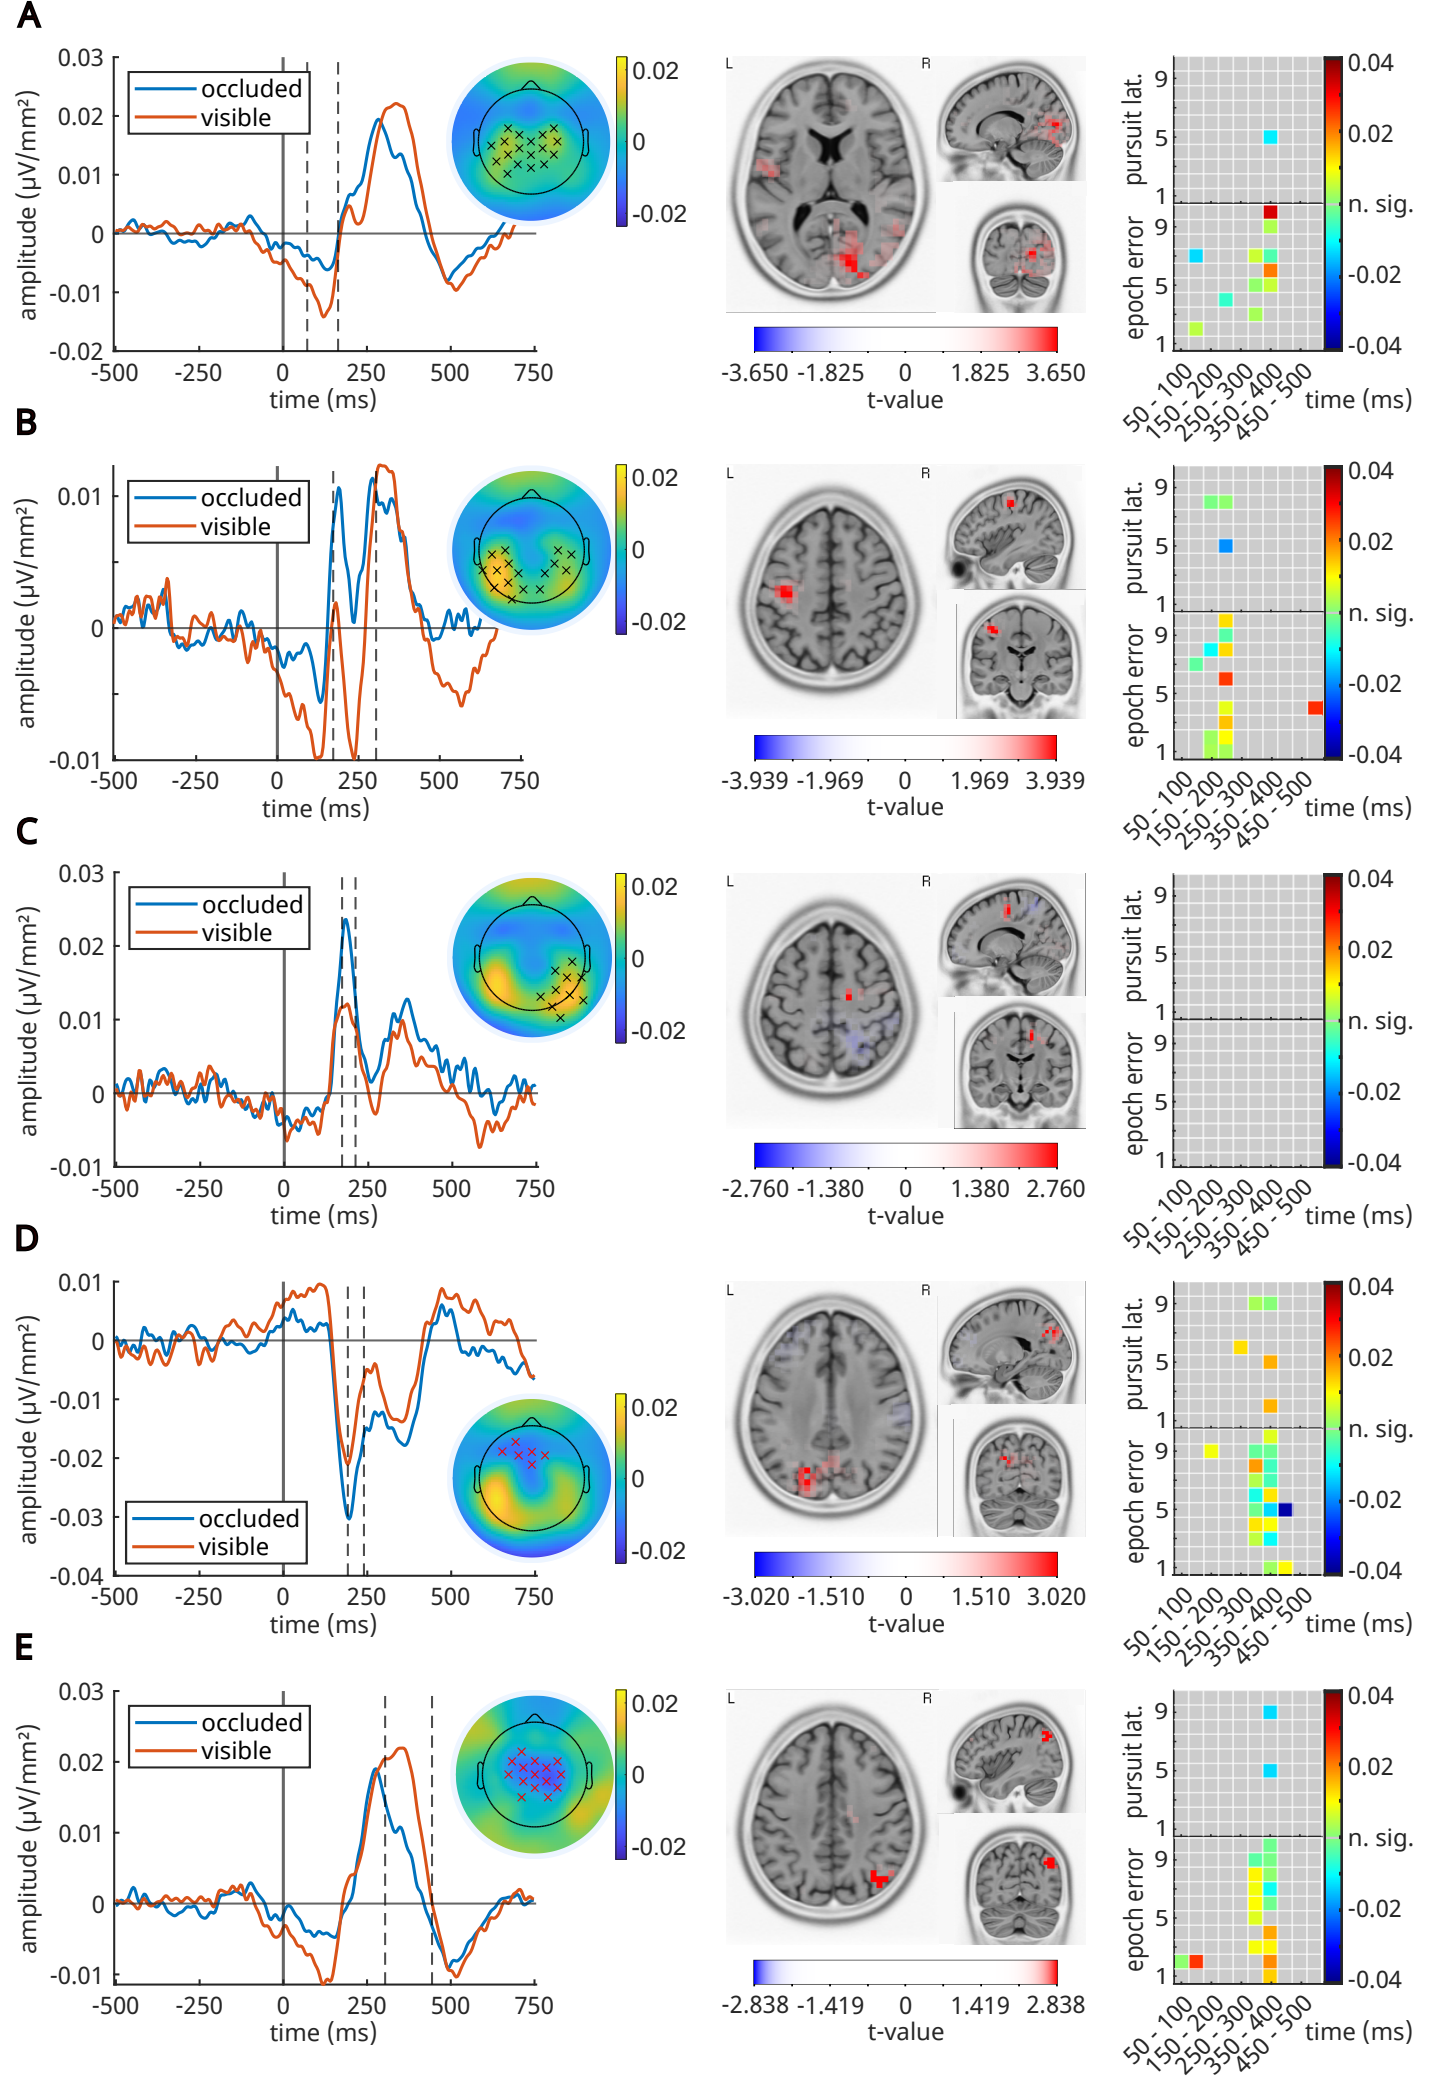 A
0.03
0.02
0.01
0
-0.01
-0.02
amplitude (µV/mm²)
occluded
visible
-500 -250 0 250 500 750
time (ms)
0.02
0
-0.02
L R
-3.650 -1.825 0 1.825 3.650
t-value
pursuit lat.
9
5
1
epoch error
9
5
1
50 - 100
150 - 200
250 - 300
350 - 400
450 - 500
time (ms)
0.04
0.02
n. sig.
-0.02
-0.04
B
0.01
0
-0.01
amplitude (µV/mm²)
occluded
visible
-500 -250 0 250 500 750
time (ms)
0.02
0
-0.02
L R
-3.939 -1.969 0 1.969 3.939
t-value
pursuit lat.
9
5
1
epoch error
9
5
1
50 - 100
150 - 200
250 - 300
350 - 400
450 - 500
time (ms)
0.04
0.02
n. sig.
-0.02
-0.04
C
0.03
0.02
0.01
0
-0.01
amplitude (µV/mm²)
occluded
visible
-500 -250 0 250 500 750
time (ms)
0.02
0
-0.02
L R
-2.760 -1.380 0 1.380 2.760
t-value
pursuit lat.
9
5
1
epoch error
9
5
1
50 - 100
150 - 200
250 - 300
350 - 400
450 - 500
time (ms)
0.04
0.02
n. sig.
-0.02
-0.04
D
0.01
0
-0.01
-0.02
-0.03
-0.04
amplitude (µV/mm²)
occluded
visible
-500 -250 0 250 500 750
time (ms)
0.02
0
-0.02
L R
-3.020 -1.510 0 1.510 3.020
t-value
pursuit lat.
9
5
1
epoch error
9
5
1
50 - 100
150 - 200
250 - 300
350 - 400
450 - 500
time (ms)
0.04
0.02
n. sig.
-0.02
-0.04
E
0.03
0.02
0.01
0
-0.01
amplitude (µV/mm²)
occluded
visible
-500 -250 0 250 500 750
time (ms)
0.02
0
-0.02
L R
-2.838 -1.419 0 1.419 2.838
t-value
pursuit lat.
9
5
1
epoch error
9
5
1
50 - 100
150 - 200
250 - 300
350 - 400
450 - 500
time (ms)
0.04
0.02
n. sig.
-0.02
-0.04